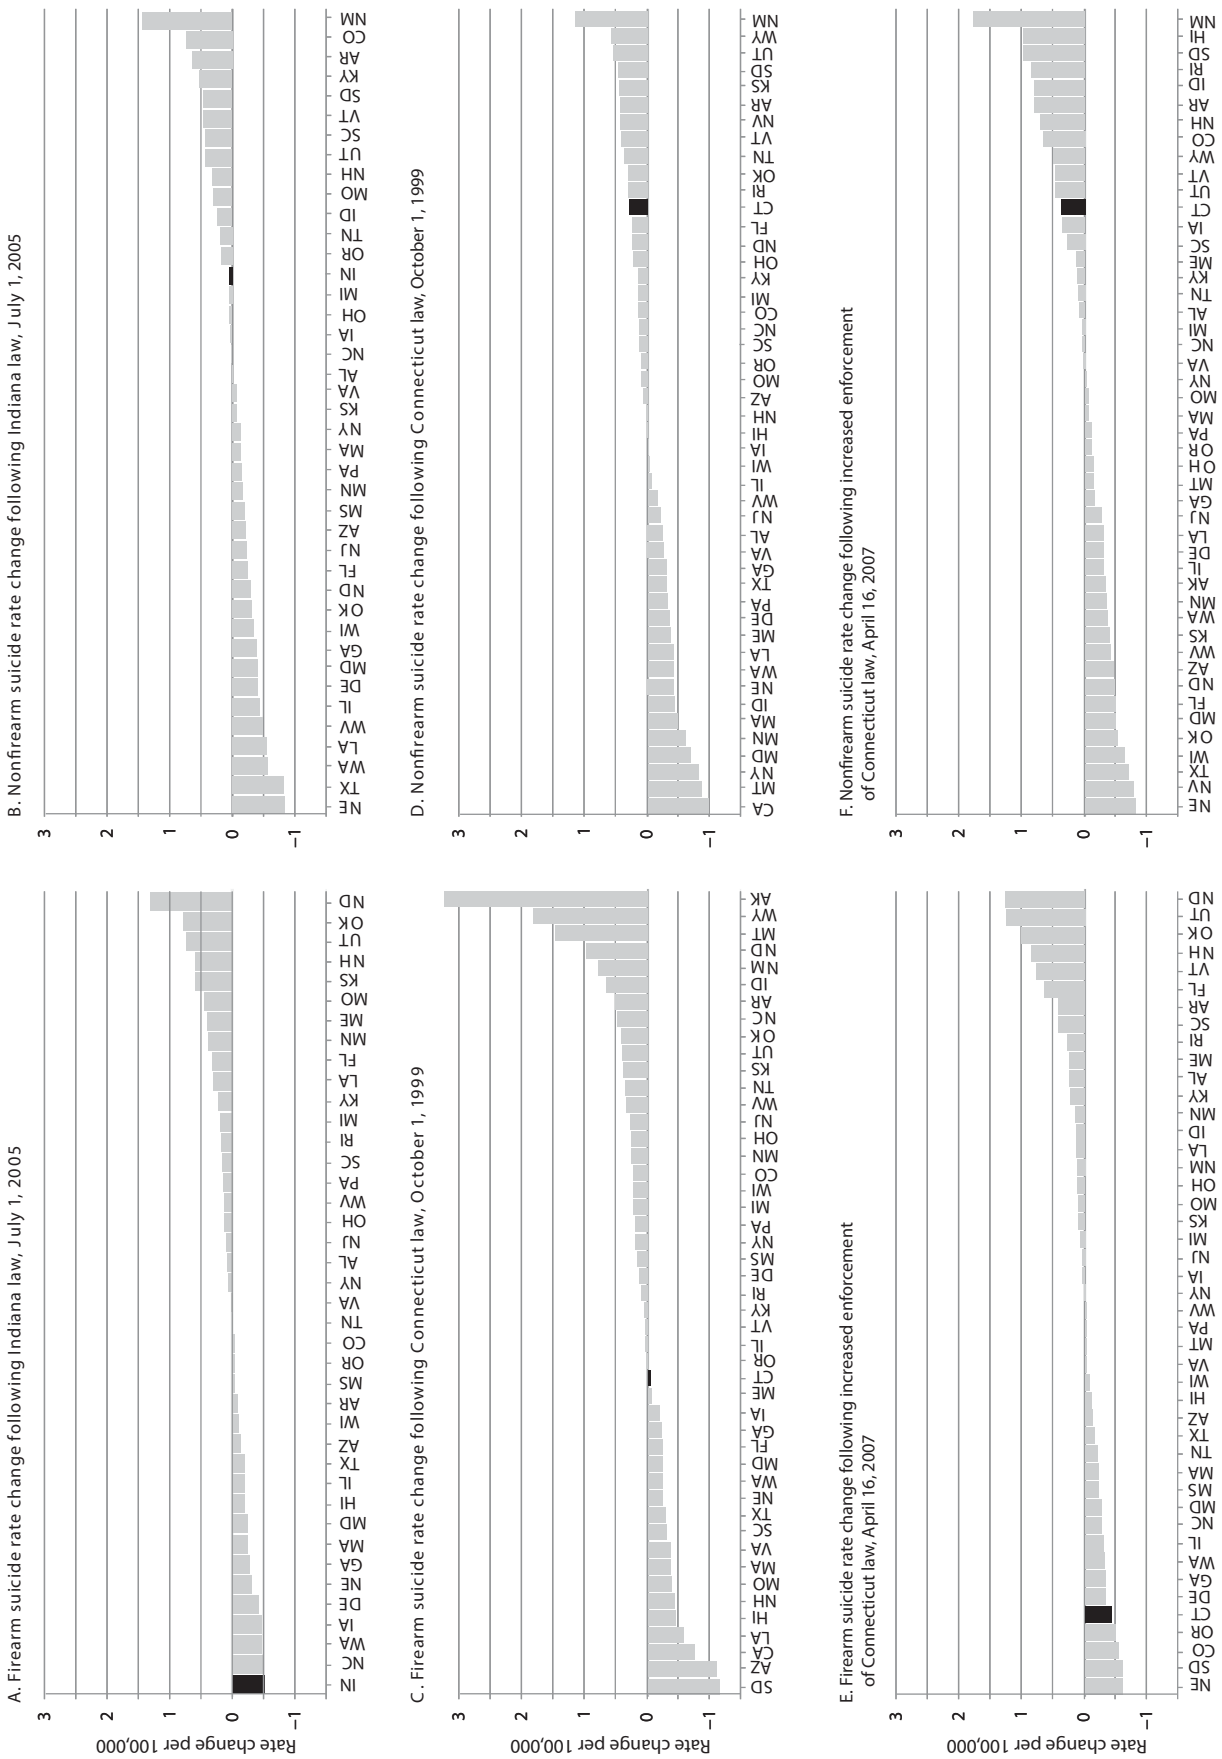 A. Firearm suicide rate change following Indiana law, July 1, 2005
Rate change per 100,000
3
2
1
0
–1
IN NC WA IA DE NE GA MA MD HI IL TX AZ WI AR MS OR CO TN VA NY AL NJ OH WV PA SC RI MI KY LA FL MN ME MO KS NH UT OK ND
B. Nonfirearm suicide rate change following Indiana law, July 1, 2005
3
2
1
0
–1
NE TX WA LA WV IL DE MD GA WI OK ND FL NJ AZ MS MN PA MA NY KS VA AL NC IA OH MI IN OR TN ID MO NH UT SC VT SD KY AR CO NM
C. Firearm suicide rate change following Connecticut law, October 1, 1999
Rate change per 100,000
3
2
1
0
–1
SD AZ CA LA HI NH MO MA VA SC TX NE WA MD FL GA IA ME CT OR IL VT KY RI DE MS NY PA MI WI CO MN OH NJ WV TN KS UT OK NC AR ID NM ND MT WY AK
D. Nonfirearm suicide rate change following Connecticut law, October 1, 1999
3
2
1
0
–1
CA MT NY MD MN MA ID NE WA LA ME DE PA TX GA VA AL NJ WV IL WI IA HI NH AZ MO OR SC NC CO MI KY OH ND FL CT RI OK TN VT NV AR KS SD UT WY NM
E. Firearm suicide rate change following increased enforcement
of Connecticut law, April 16, 2007
Rate change per 100,000
3
2
1
0
–1
NE SD CO OR CT DE GA WA IL NC MD MS MA TN TX AZ HI WI VA MT PA WV NY IA NJ MI KS MO OH NM LA ID MN KY AL ME RI SC AR FL VT NH OK UT ND
F. Nonfirearm suicide rate change following increased enforcement
of Connecticut law, April 16, 2007
3
2
1
0
–1
NE NV TX WI OK MD FL ND AZ WV KS WA MN AK IL DE LA NJ GA MT OH OR PA MA MO NY VA NC MI AL TN KY ME SC IA CT UT VT WY CO NH AR ID RI SD HI NM